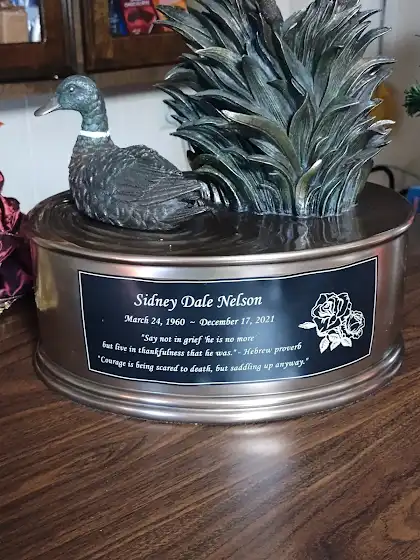 Sidney Dale Nelson
March 24, 1960 ~ December 17, 2021
"Say not in grief 'he is no more
but live in thankfulness that he was." - Hebrew proverb
"Courage is being scared to death, but saddling up anyway."